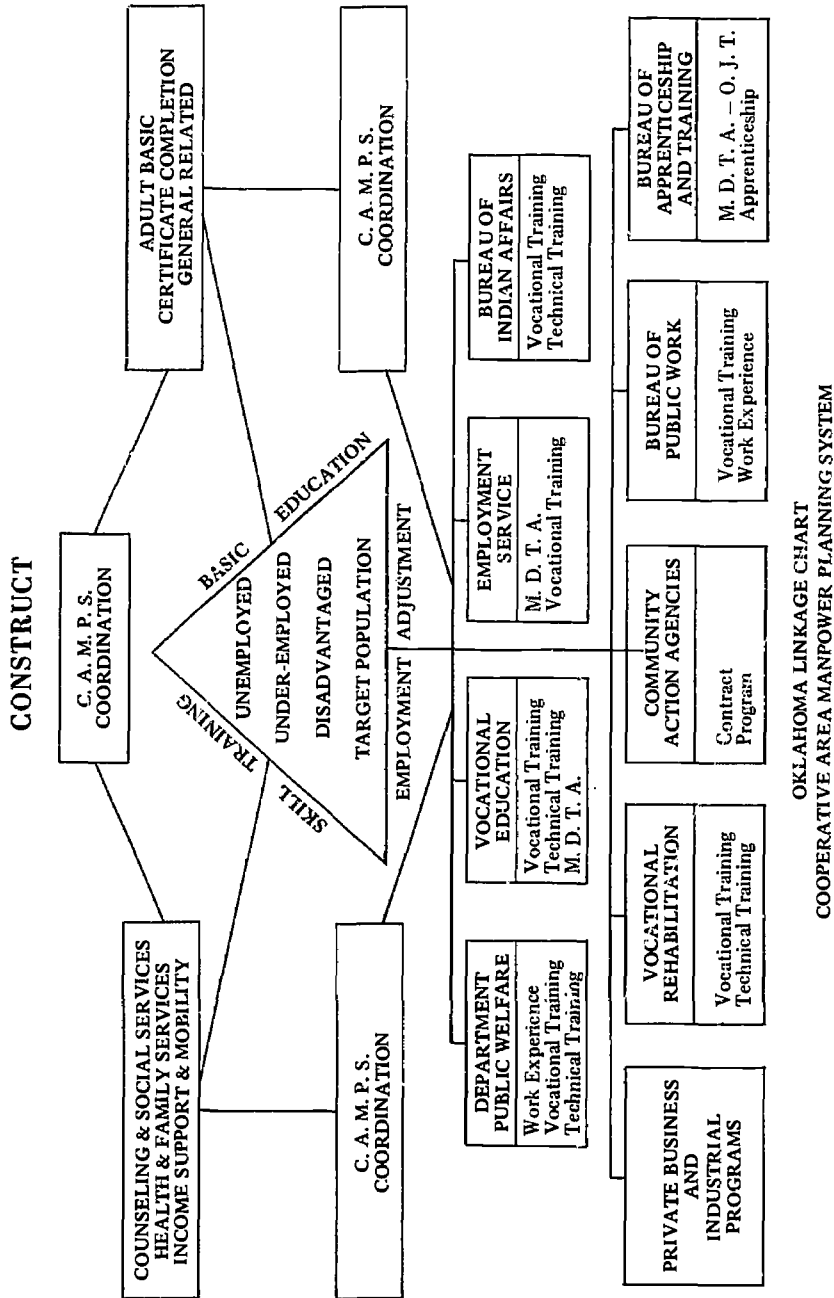 CONSTRUCT
C. A. M. P. S.
COORDINATION
COUNSELING & SOCIAL SERVICES
HEALTH & FAMILY SERVICES
INCOME SUPPORT & MOBILITY
ADULT BASIC
CERTIFICATE COMPLETION
GENERAL RELATED
SKILL TRAINING
BASIC EDUCATION
UNEMPLOYED
UNDER-EMPLOYED
DISADVANTAGED
TARGET POPULATION
EMPLOYMENT ADJUSTMENT
C. A. M. P. S.
COORDINATION
C. A. M. P. S.
COORDINATION
DEPARTMENT
PUBLIC WELFARE
Work Experience
Vocational Training
Technical Training
VOCATIONAL
EDUCATION
Vocational Training
Technical Training
M. D. T. A.
EMPLOYMENT
SERVICE
M. D. T. A.
Vocational Training
BUREAU OF
INDIAN AFFAIRS
Vocational Training
Technical Training
PRIVATE BUSINESS
AND
INDUSTRIAL
PROGRAMS
VOCATIONAL
REHABILITATION
Vocational Training
Technical Training
COMMUNITY
ACTION AGENCIES
Contract
Program
BUREAU OF
PUBLIC WORK
Vocational Training
Work Experience
BUREAU OF
APPRENTICESHIP
AND TRAINING
M. D. T. A. – O. J. T.
Apprenticeship
OKLAHOMA LINKAGE CHART
COOPERATIVE AREA MANPOWER PLANNING SYSTEM